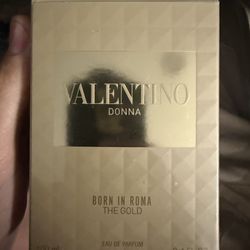 VALENTINO
DONNA
BORN IN ROMA
THE GOLD
EAU DE PARFUM